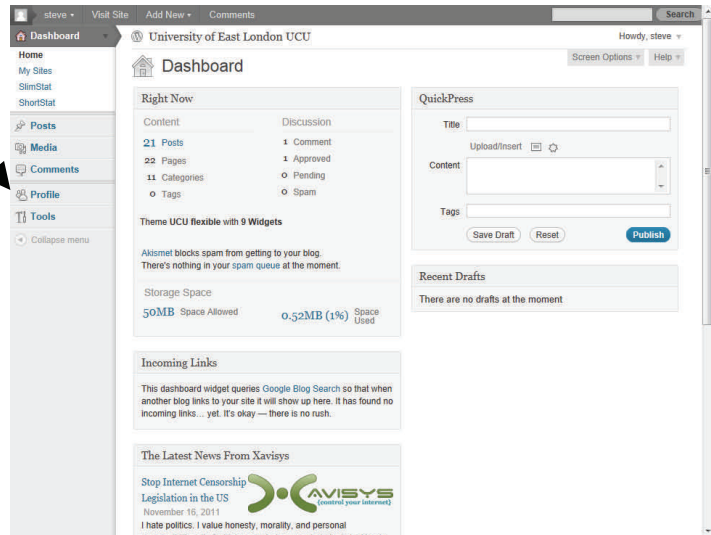 steve Visit Site Add New Comments Search
Dashboard
University of East London UCU
Howdy, steve
Home
My Sites
SlimStat
ShortStat
Posts
Media
Comments
Profile
Tools
Collapse menu
Screen Options Help
Dashboard
Right Now
Content Discussion
21 Posts 1 Comment
22 Pages 1 Approved
11 Categories 0 Pending
0 Tags 0 Spam
Theme UCU flexible with 9 Widgets
Akismet blocks spam from getting to your blog.
There's nothing in your spam queue at the moment.
Storage Space
50MB Space Allowed 0.52MB (1%) Space Used
Incoming Links
This dashboard widget queries Google Blog Search so that when
another blog links to your site it will show up here. It has found no
incoming links… yet. It's okay — there is no rush.
The Latest News From Xavisys
Stop Internet Censorship
Legislation in the US
November 16, 2011
XAVISYS
{control your internet}
I hate politics. I value honesty, morality, and personal
QuickPress
Title
Upload/Insert
Content
Tags
Save Draft Reset Publish
Recent Drafts
There are no drafts at the moment